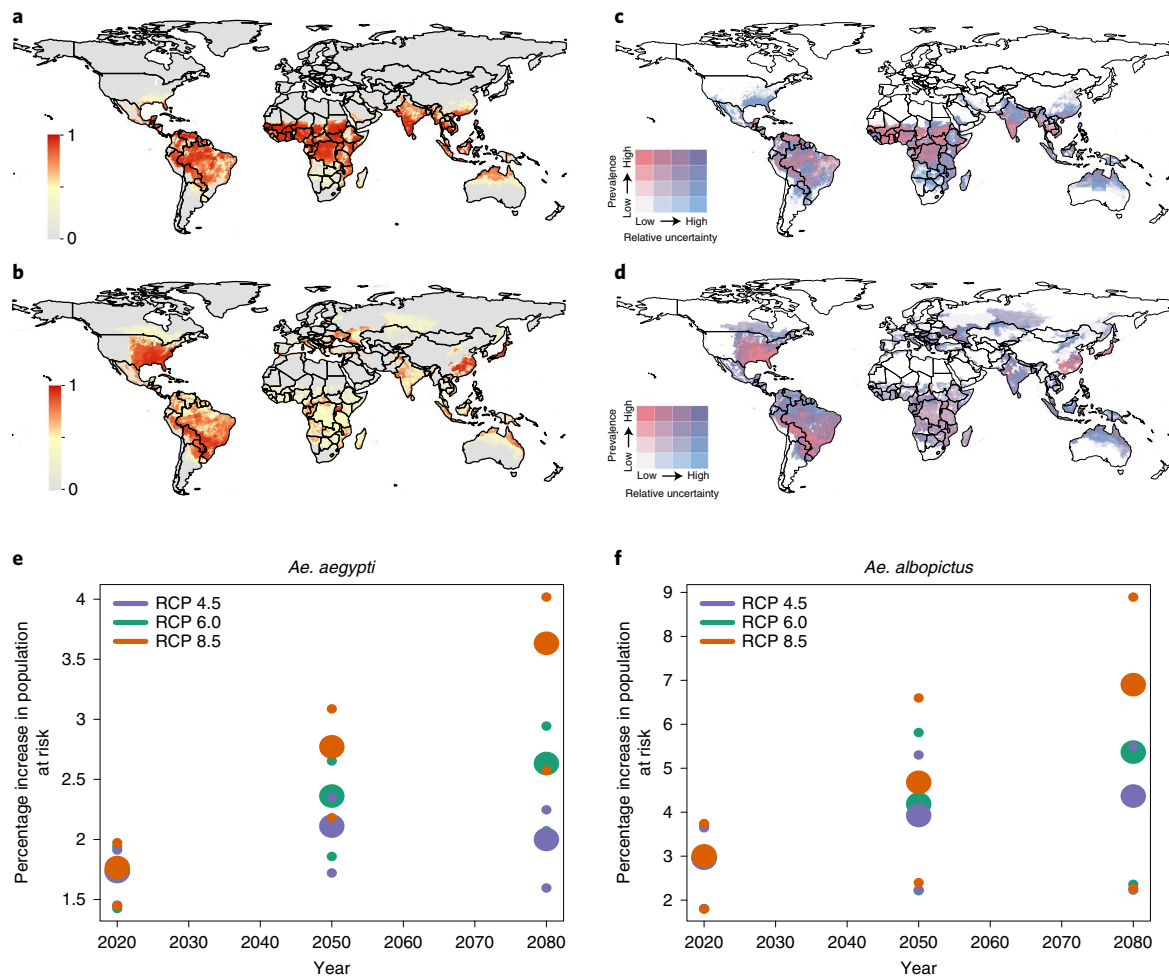 a
1
0
c
Prevalence
Low → High
Low → High
Relative uncertainty
b
1
0
d
Prevalence
Low → High
Low → High
Relative uncertainty
e
Ae. aegypti
RCP 4.5
RCP 6.0
RCP 8.5
Percentage increase in population
at risk
4
3.5
3
2.5
2
1.5
2020 2030 2040 2050 2060 2070 2080
Year
f
Ae. albopictus
RCP 4.5
RCP 6.0
RCP 8.5
Percentage increase in population
at risk
9
8
7
6
5
4
3
2
2020 2030 2040 2050 2060 2070 2080
Year